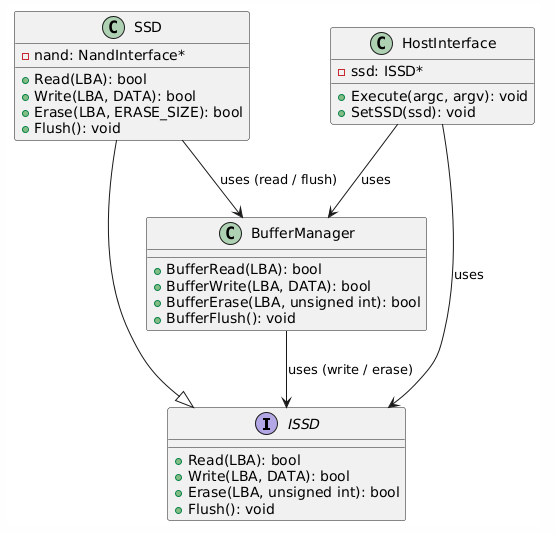 C SSD
nand: NandInterface*
Read(LBA): bool
Write(LBA, DATA): bool
Erase(LBA, ERASE_SIZE): bool
Flush(): void
C HostInterface
ssd: ISSD*
Execute(argc, argv): void
SetSSD(ssd): void
uses (read / flush)
uses
C BufferManager
BufferRead(LBA): bool
BufferWrite(LBA, DATA): bool
BufferErase(LBA, unsigned int): bool
BufferFlush(): void
uses
uses (write / erase)
I ISSD
Read(LBA): bool
Write(LBA, DATA): bool
Erase(LBA, unsigned int): bool
Flush(): void